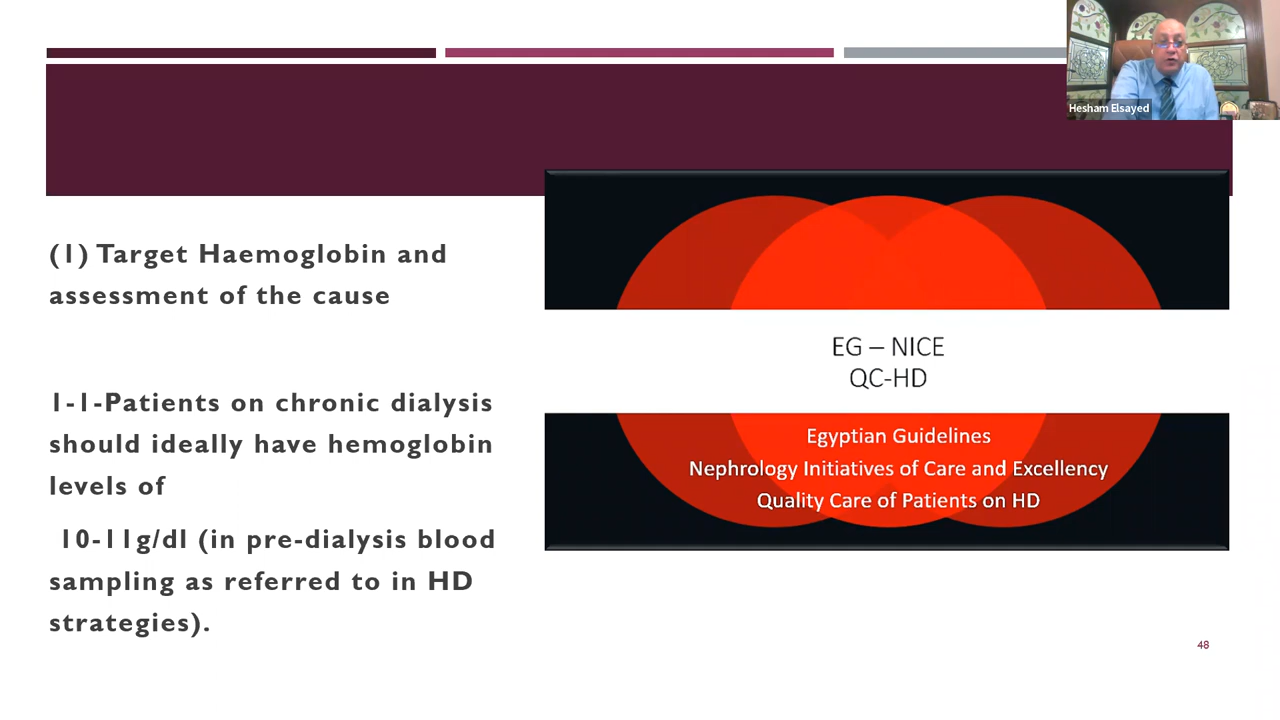 Hesham Elsayed
(1) Target Haemoglobin and
assessment of the cause
1-1-Patients on chronic dialysis
should ideally have hemoglobin
levels of
10-11g/dl (in pre-dialysis blood
sampling as referred to in HD
strategies).
EG – NICE
QC-HD
Egyptian Guidelines
Nephrology Initiatives of Care and Excellency
Quality Care of Patients on HD
48